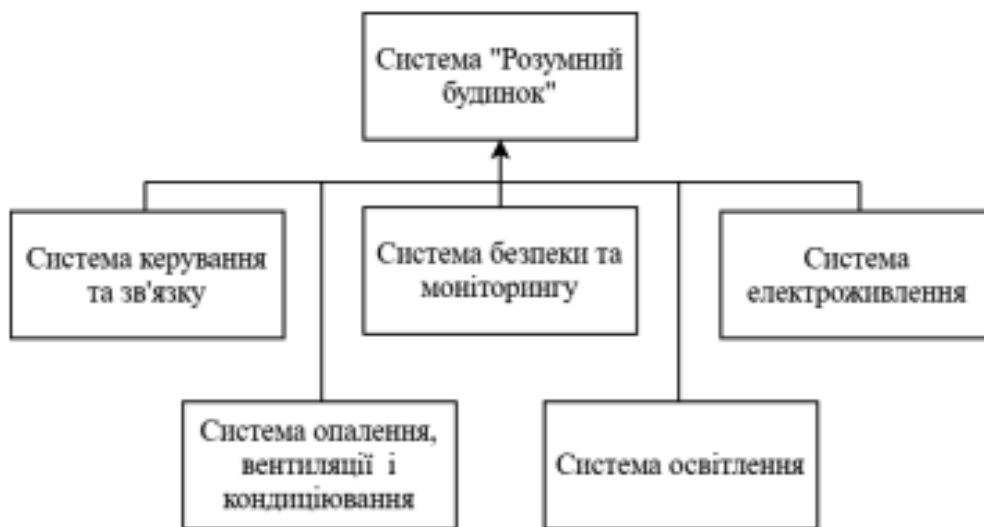 Система "Розумний
будинок"
Система керування
та зв'язку
Система безпеки та
моніторингу
Система
електроживлення
Система опалення,
вентиляції і
кондиціювання
Система освітлення